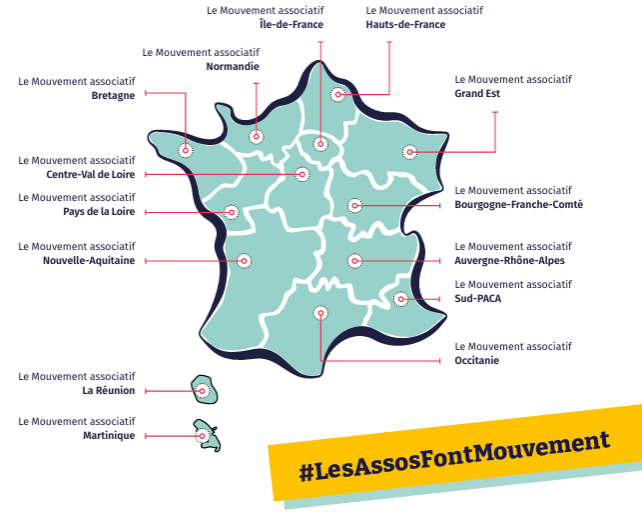 Le Mouvement associatif
Île-de-France
Le Mouvement associatif
Hauts-de-France
Le Mouvement associatif
Normandie
Le Mouvement associatif
Bretagne
Le Mouvement associatif
Grand Est
Le Mouvement associatif
Centre-Val de Loire
Le Mouvement associatif
Pays de la Loire
Le Mouvement associatif
Bourgogne-Franche-Comté
Le Mouvement associatif
Nouvelle-Aquitaine
Le Mouvement associatif
Auvergne-Rhône-Alpes
Le Mouvement associatif
Sud-PACA
Le Mouvement associatif
Occitanie
Le Mouvement associatif
La Réunion
Le Mouvement associatif
Martinique
#LesAssosFontMouvement